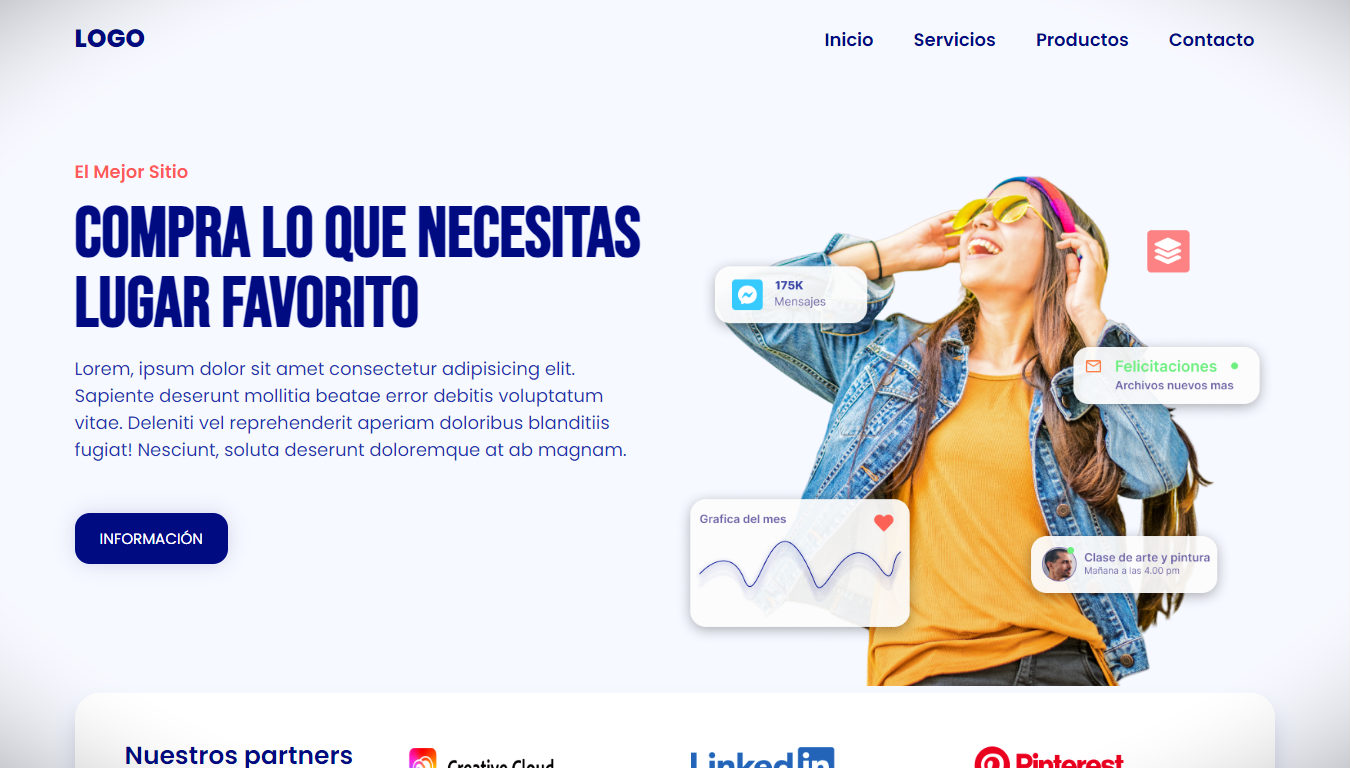 LOGO
Inicio
Servicios
Productos
Contacto
El Mejor Sitio
COMPRA LO QUE NECESITAS
LUGAR FAVORITO
Lorem, ipsum dolor sit amet consectetur adipisicing elit.
Sapiente deserunt mollitia beatae error debitis voluptatum
vitae. Deleniti vel reprehenderit aperiam doloribus blanditiis
fugiat! Nesciunt, soluta deserunt doloremque at ab magnam.
INFORMACIÓN
175K
Mensajes
Felicitaciones
Archivos nuevos mas
Grafica del mes
Clase de arte y pintura
Mañana a las 4.00 pm
Nuestros partners
Creative Cloud
Linked in
Pinterest